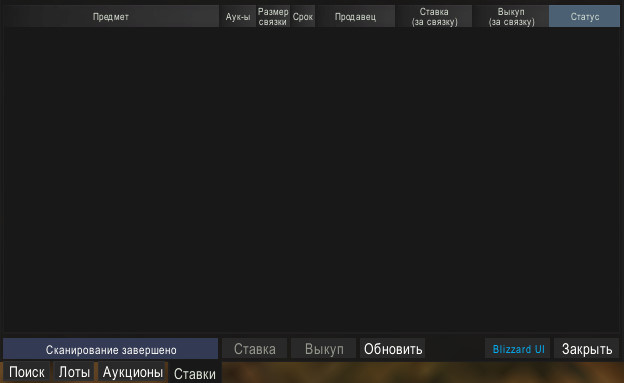 Предмет
Аук-ы
Размер
связки
Срок
Продавец
Ставка
(за связку)
Выкуп
(за связку)
Статус
Сканирование завершено
Ставка
Выкуп
Обновить
Blizzard UI
Закрыть
Поиск
Лоты
Аукционы
Ставки